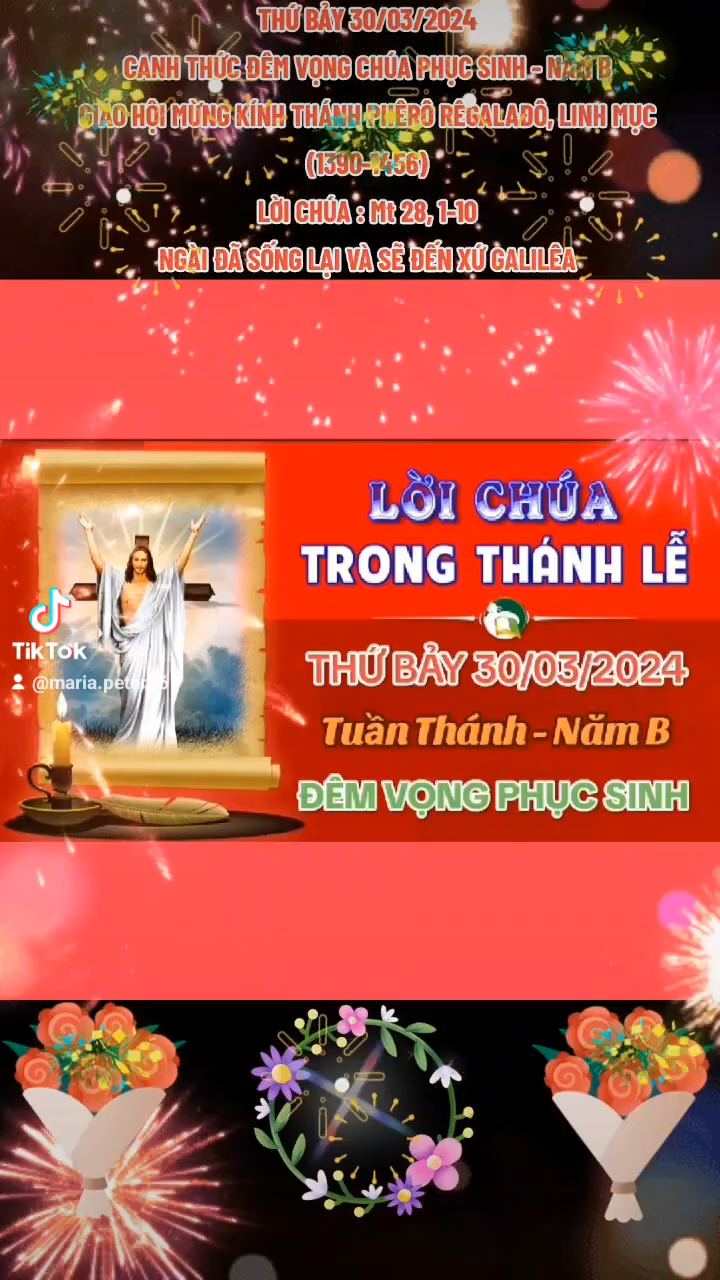 THỨ BẢY 30/03/2024
CANH THỨC ĐÊM VỌNG CHÚA PHỤC SINH - NĂM B
GIÁO HỘI MỪNG KÍNH THÁNH PHÊRÔ RÊGALAĐÔ, LINH MỤC
(1390-1456)
LỜI CHÚA : Mt 28, 1-10
NGÀI ĐÃ SỐNG LẠI VÀ SẼ ĐẾN XỨ GALILÊA
LỜI CHÚA
TRONG THÁNH LỄ
THỨ BẢY 30/03/2024
Tuần Thánh - Năm B
ĐÊM VỌNG PHỤC SINH
TikTok